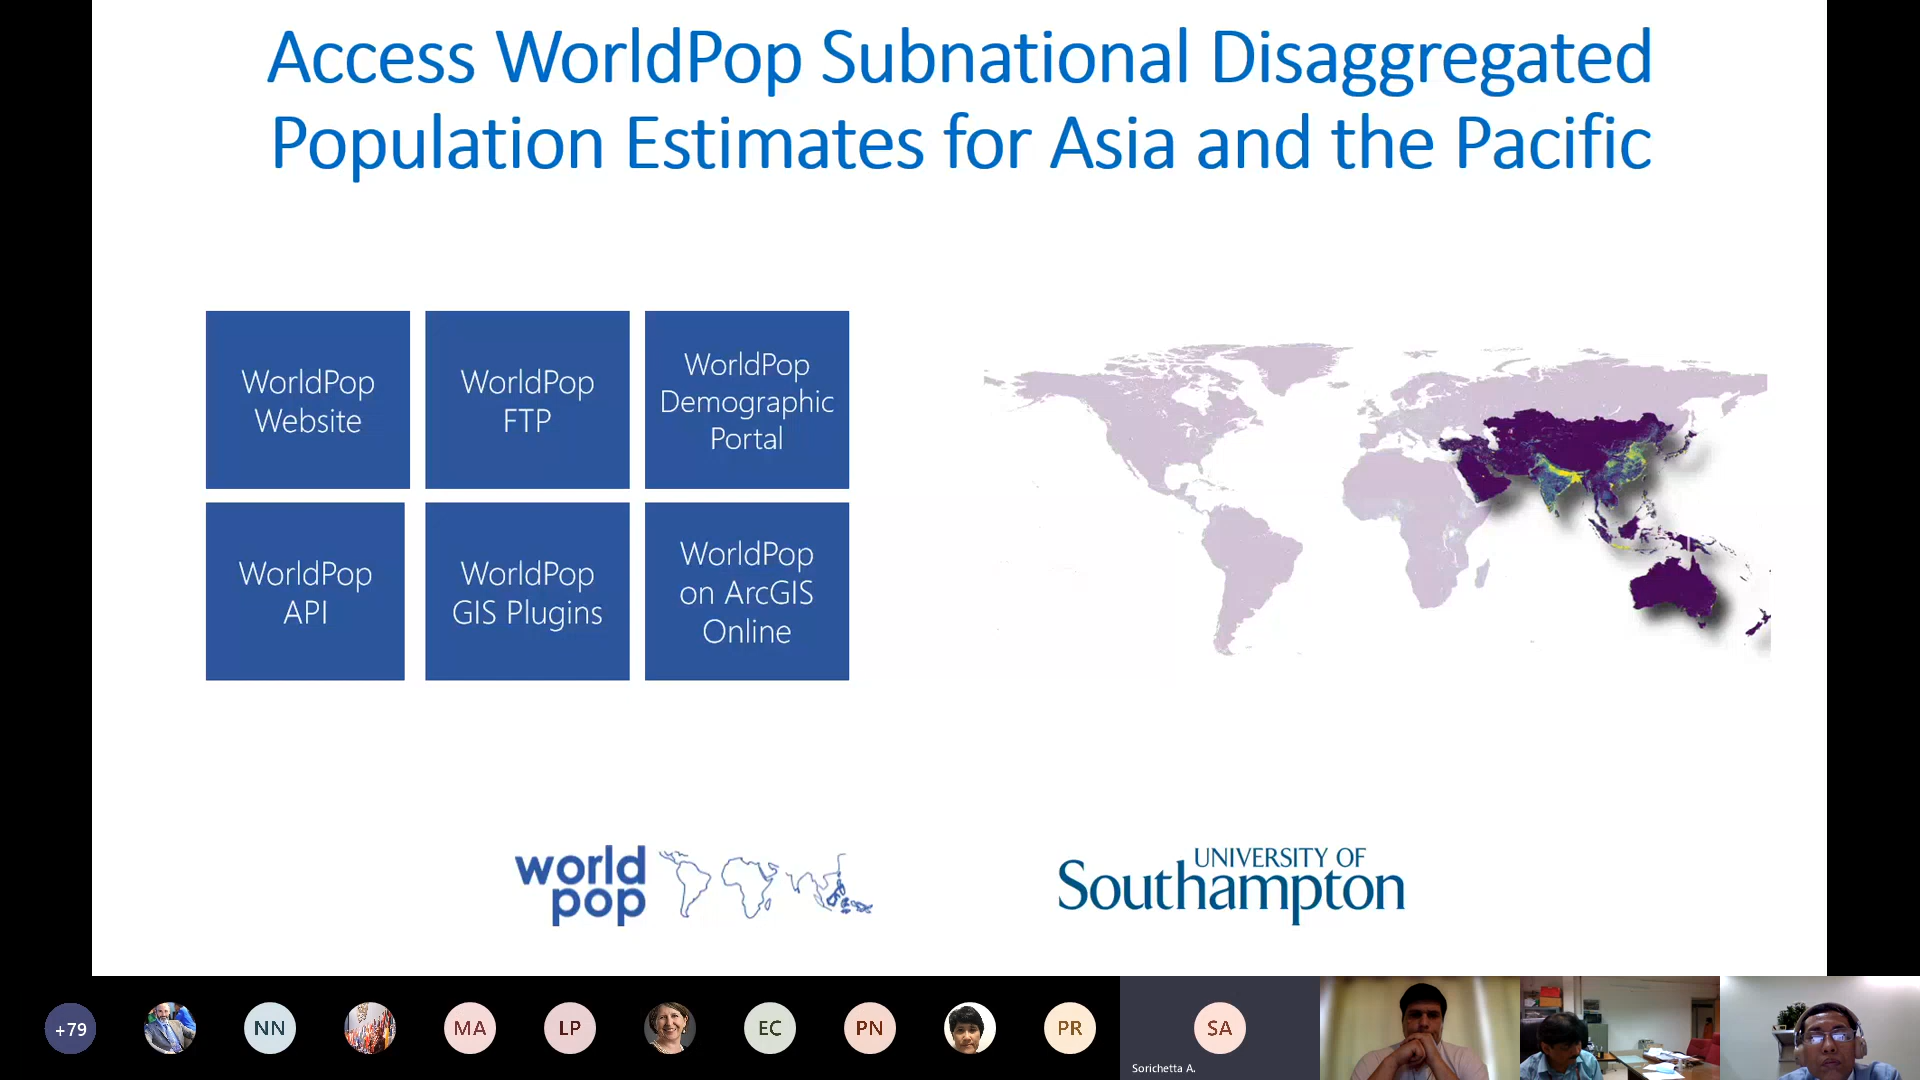 Access WorldPop Subnational Disaggregated
Population Estimates for Asia and the Pacific
WorldPop
Website
WorldPop
FTP
WorldPop
Demographic
Portal
WorldPop
API
WorldPop
GIS Plugins
WorldPop
on ArcGIS
Online
world
pop
UNIVERSITY OF
Southampton
+79
NN
MA
LP
EC
PN
PR
SA
Sorichetta A.